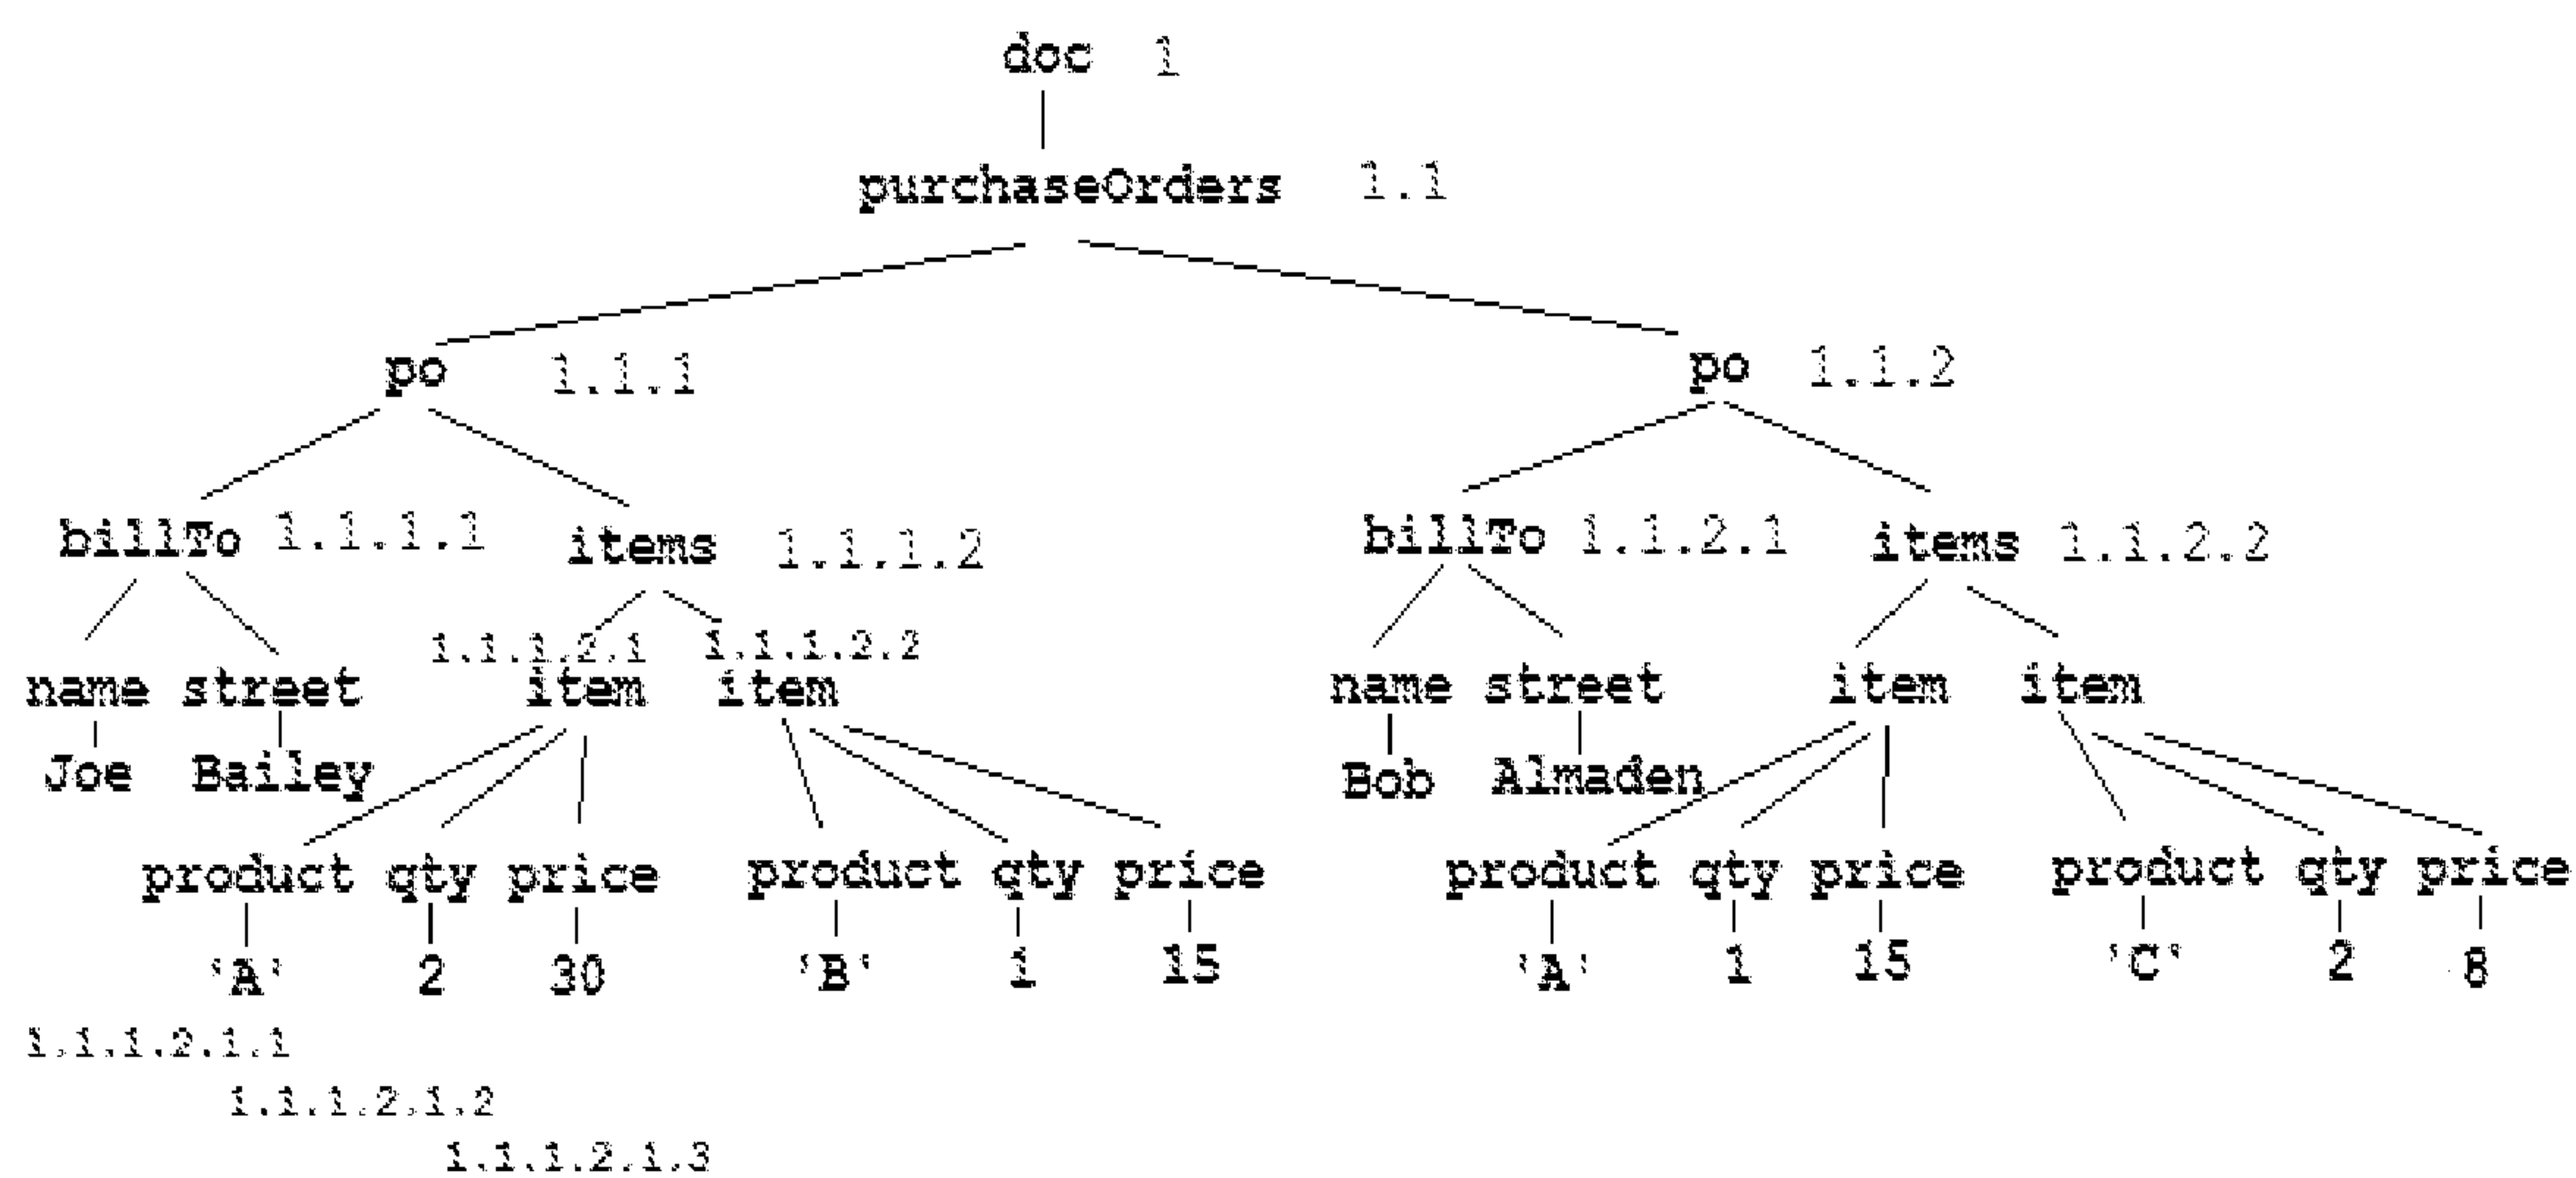 doc 1
purchaseOrders 1.1
po 1.1.1 po 1.1.2
billTo 1.1.1.1 items 1.1.1.2 billTo 1.1.2.1 items 1.1.2.2
1.1.1.2.1 1.1.1.2.2
name street item item name street item item
Joe Bailey Bob Almaden
product qty price product qty price product qty price product qty price
'A' 2 30 'B' 1 15 'A' 1 15 'C' 2 8
1.1.1.2.1.1
1.1.1.2.1.2
1.1.1.2.1.3